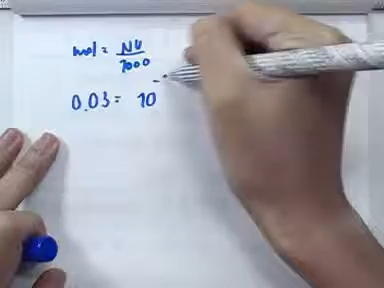 mol = NV
1000
0.03 = 10